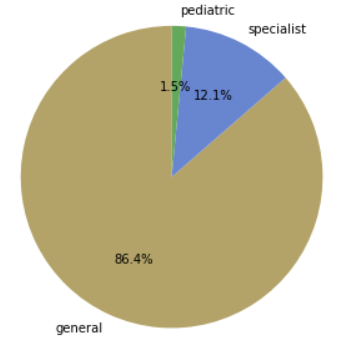 pediatric
specialist
1.5%
12.1%
86.4%
general